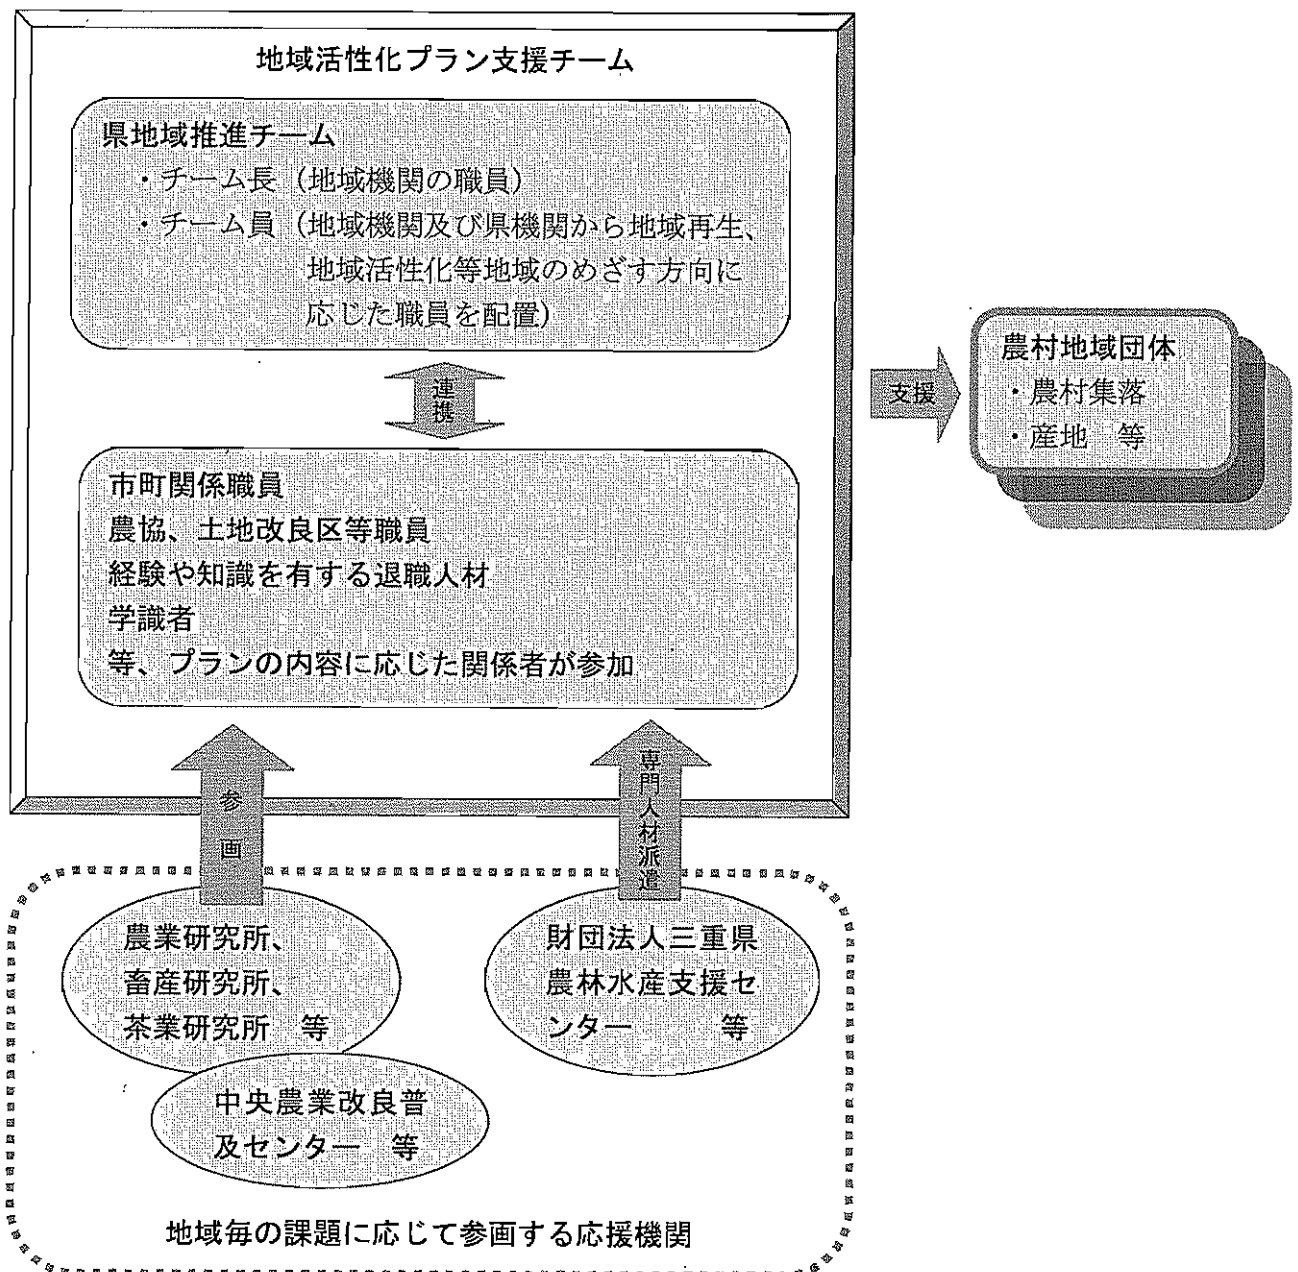 地域活性化プラン支援チーム
県地域推進チーム
・チーム長（地域機関の職員）
・チーム員（地域機関及び県機関から地域再生、
地域活性化等地域のめざす方向に
応じた職員を配置）
連携
市町関係職員
農協、土地改良区等職員
経験や知識を有する退職人材
学識者
等、プランの内容に応じた関係者が参加
支援
農村地域団体
・農村集落
・産地　等
参画
専門人材派遣
農業研究所、
畜産研究所、
茶業研究所　等
財団法人三重県
農林水産支援セ
ンター　　等
中央農業改良普
及センター　等
地域毎の課題に応じて参画する応援機関